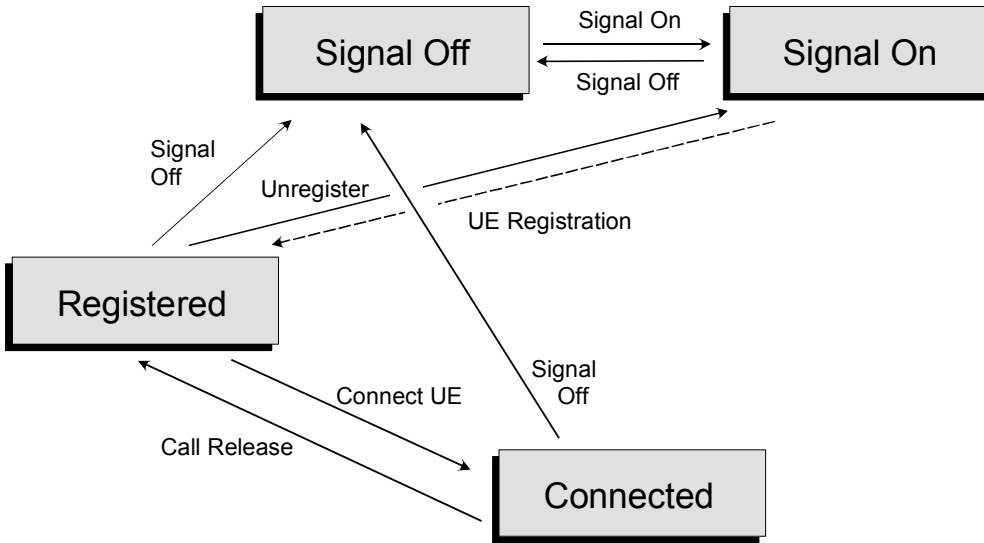 Signal On
Signal Off
Signal On
Signal Off
Signal
Off
Unregister
UE Registration
Registered
Signal
Off
Connect UE
Call Release
Connected